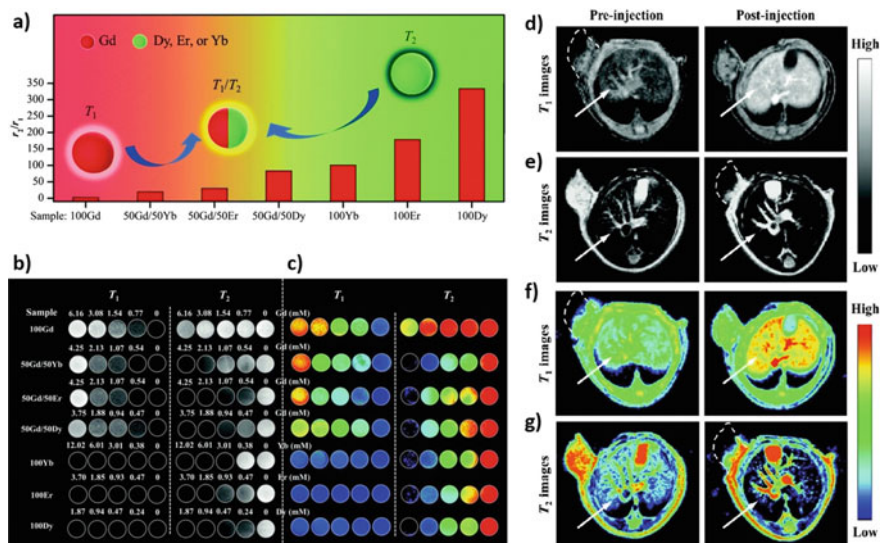 a)
Gd
Dy, Er, or Yb
T₂
T₁/T₂
T₁
r₂/r₁
350
300
250
200
150
100
50
0
Sample: 100Gd 50Gd/50Yb 50Gd/50Er 50Gd/50Dy 100Yb 100Er 100Dy
b)
T₁ T₂
Sample 6.16 3.08 1.54 0.77 0 6.16 3.08 1.54 0.77 0 Gd (mM)
100Gd
4.25 2.13 1.07 0.54 0 4.25 2.13 1.07 0.54 0 Gd (mM)
50Gd/50Yb
4.25 2.13 1.07 0.54 0 4.25 2.13 1.07 0.54 0 Gd (mM)
50Gd/50Er
3.75 1.88 0.94 0.47 0 3.75 1.88 0.94 0.47 0 Gd (mM)
50Gd/50Dy
12.02 6.01 3.01 0.38 0 12.02 6.01 3.01 0.38 0 Yb (mM)
100Yb
3.70 1.85 0.93 0.47 0 3.70 1.85 0.93 0.47 0 Er (mM)
100Er
1.87 0.94 0.47 0.24 0 1.87 0.94 0.47 0.24 0 Dy (mM)
100Dy
c)
T₁ T₂
Pre-injection Post-injection
d)
T₁ images
e)
T₂ images
High
Low
f)
T₁ images
g)
T₂ images
High
Low